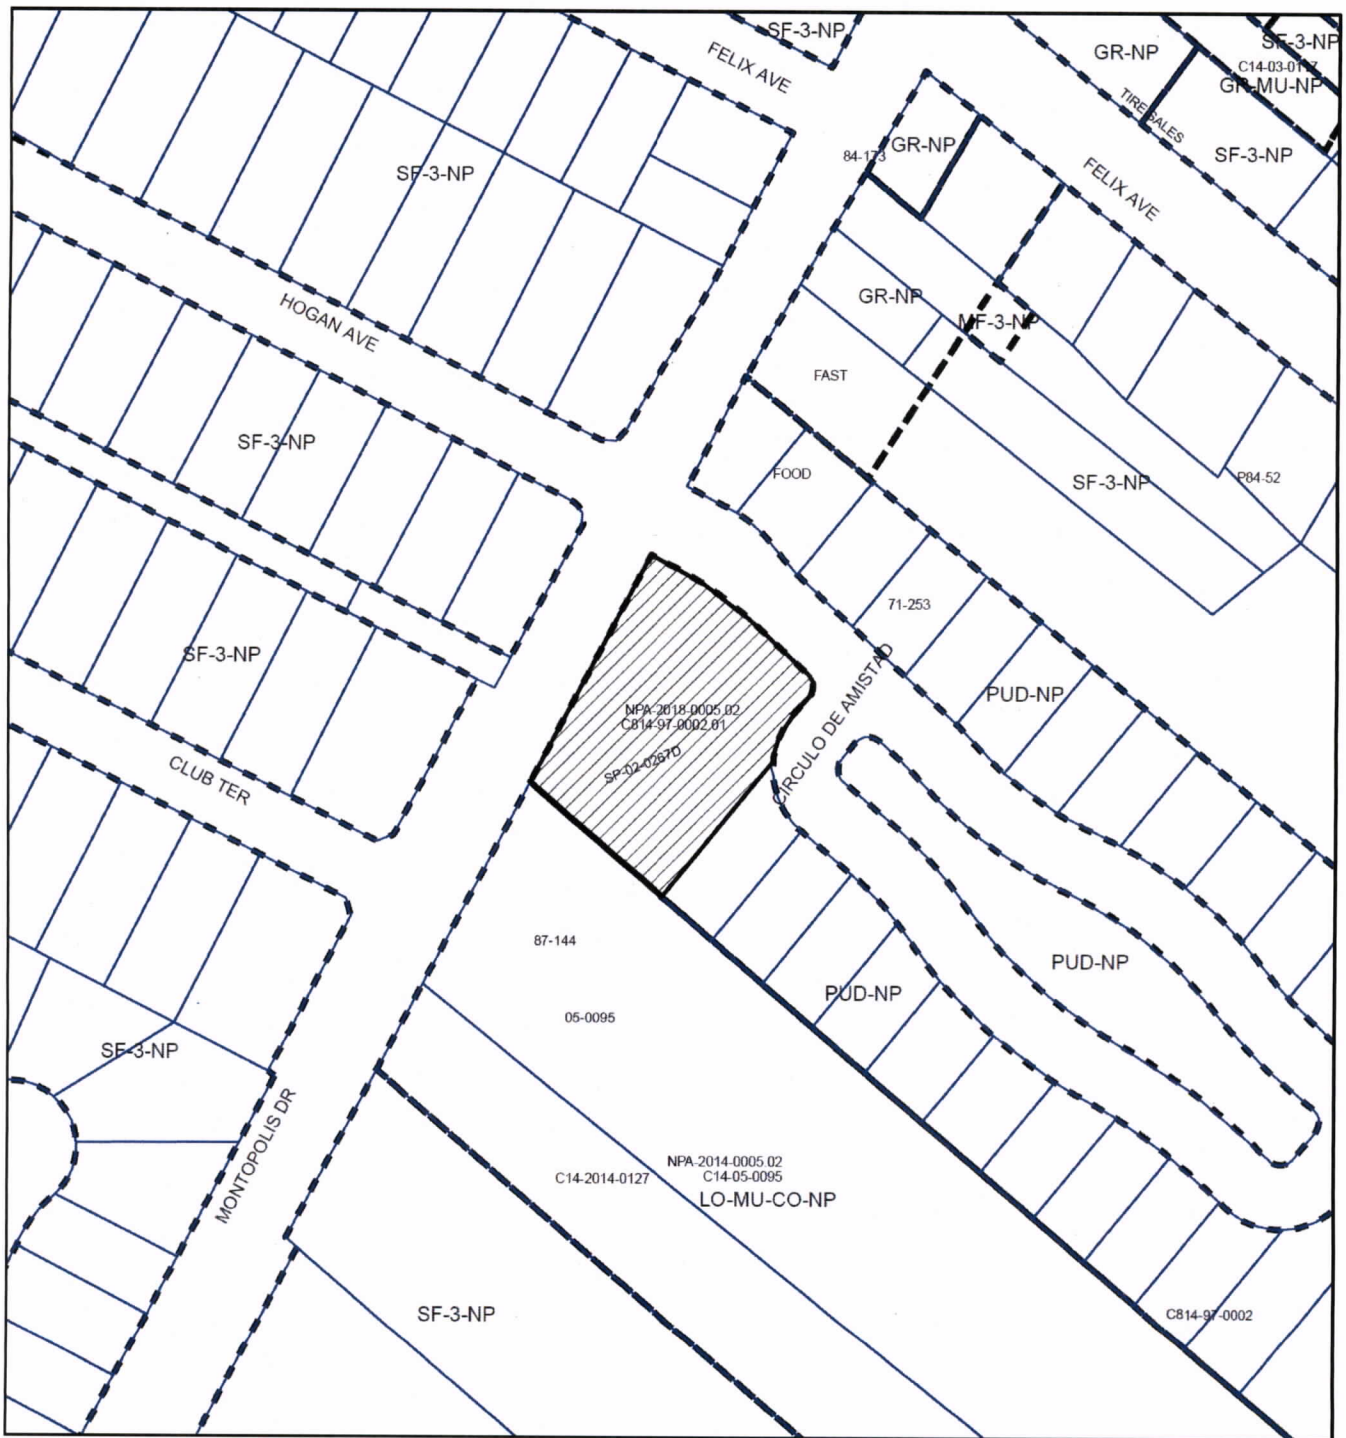 SF-3-NP
FELIX AVE
GR-NP
SF-3-NP
C14-03-0117
GR-MU-NP
TIRE SALES
SF-3-NP
84-173
GR-NP
SF-3-NP
FELIX AVE
GR-NP
MF-3-NP
HOGAN AVE
FAST
SF-3-NP
FOOD
SF-3-NP
P84-52
71-253
SF-3-NP
PUD-NP
NPA-2018-0005.02
C814-97-0002.01
SP-02-0267D
CIRCULO DE AMISTAD
CLUB TER
87-144
PUD-NP
PUD-NP
05-0095
SF-3-NP
MONTOPOLIS DR
NPA-2014-0005.02
C14-2014-0127
C14-05-0095
LO-MU-CO-NP
SF-3-NP
C814-97-0002